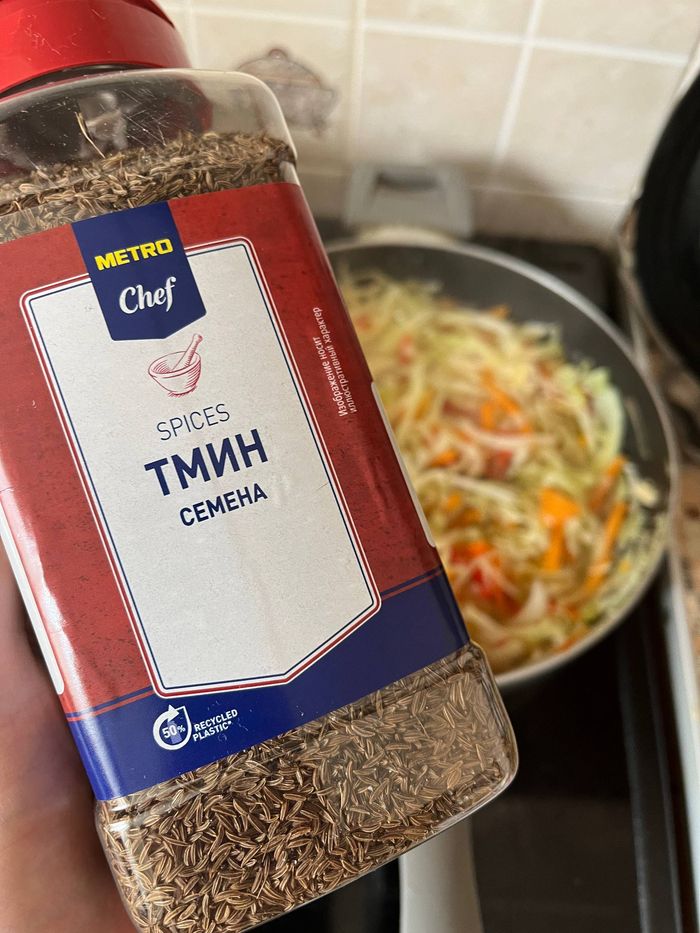 METRO
Chef
SPICES
ТМИН
СЕМЕНА
Изображение носит
иллюстративный характер
50%
RECYCLED
PLASTIC*